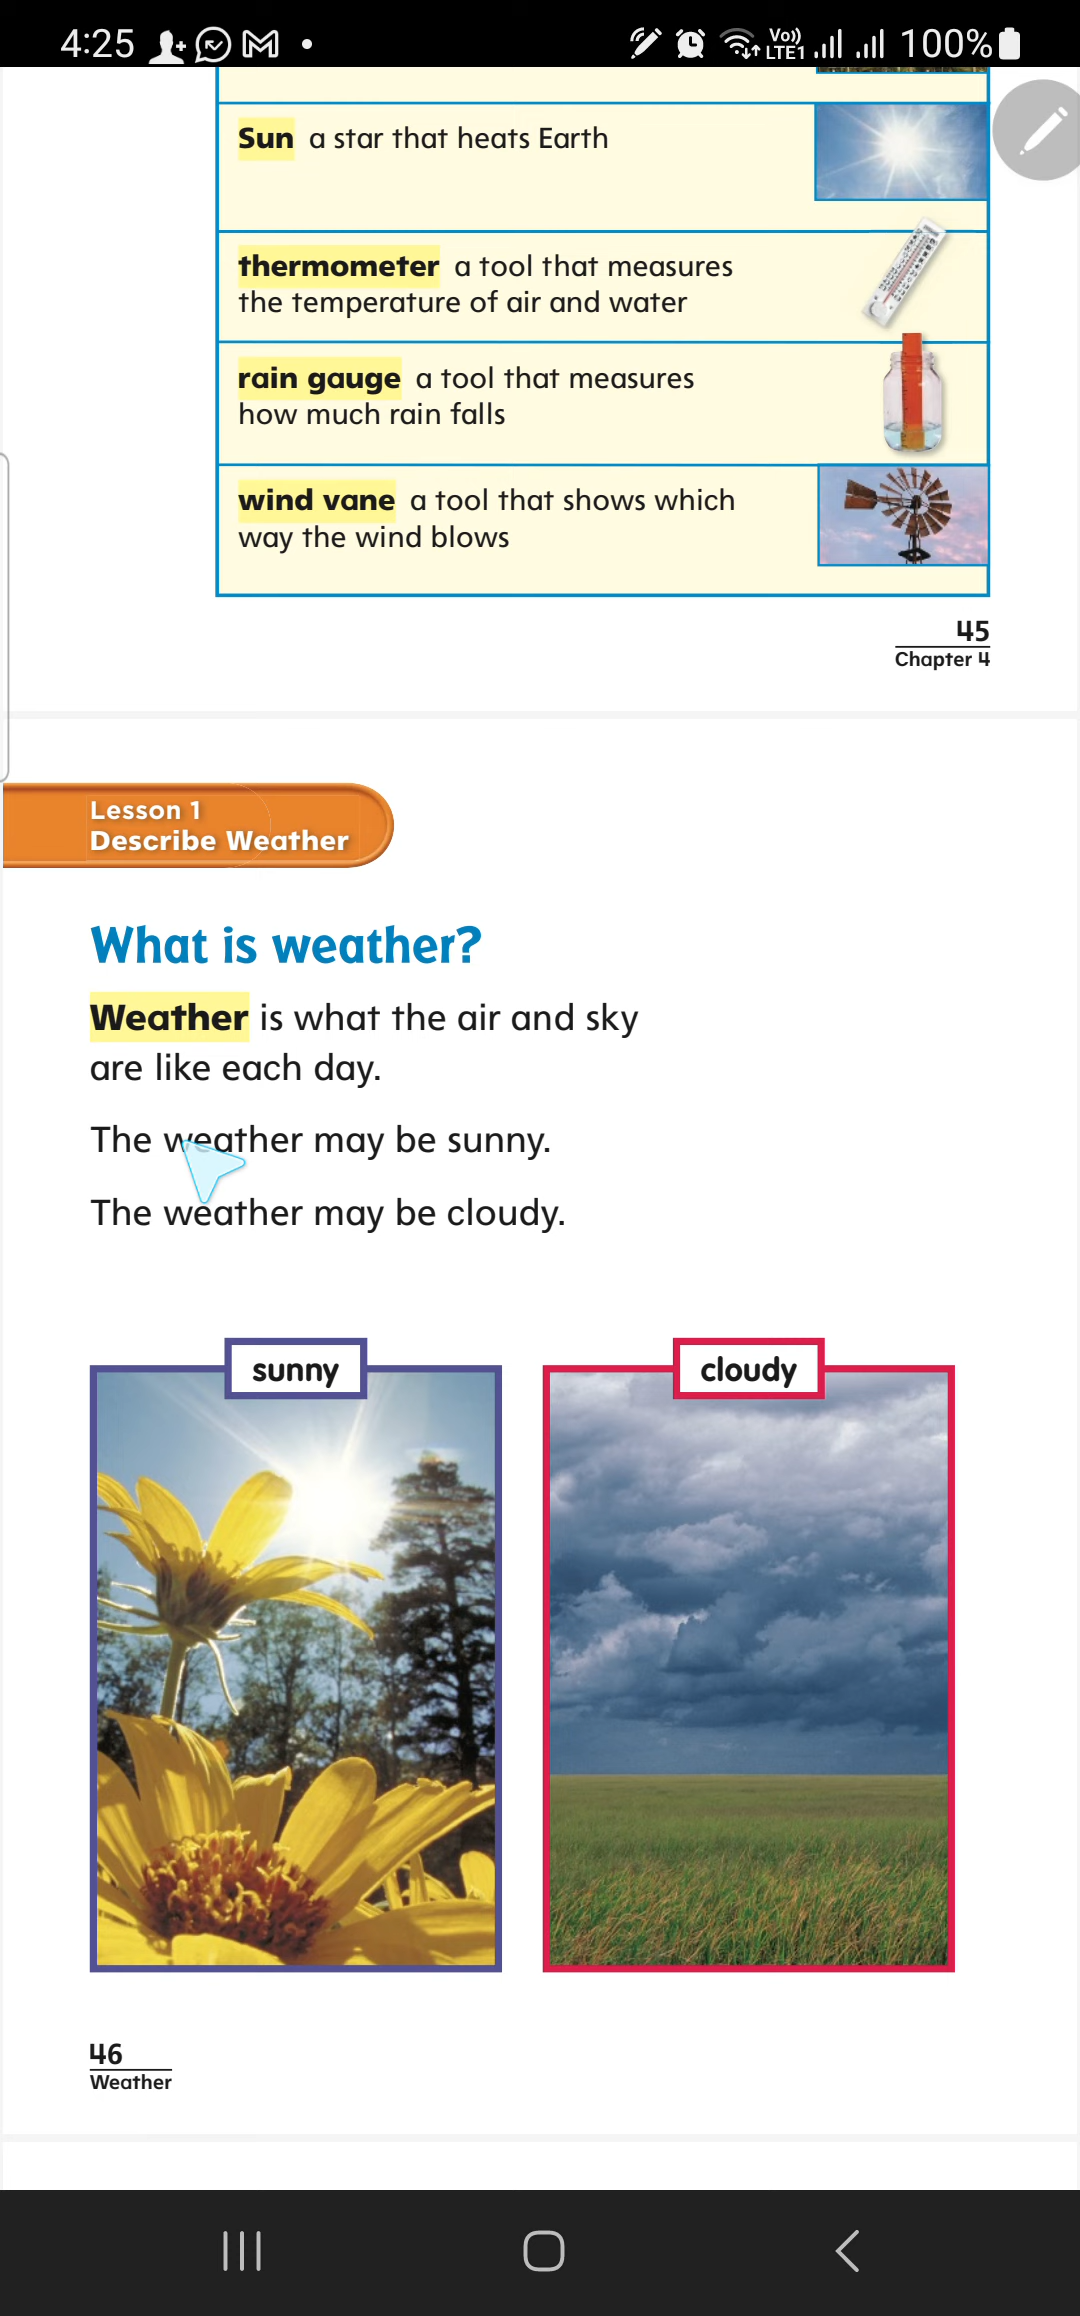 4:25
Vo))
LTE1
100%
Sun a star that heats Earth
thermometer a tool that measures
the temperature of air and water
rain gauge a tool that measures
how much rain falls
wind vane a tool that shows which
way the wind blows
45
Chapter 4
Lesson 1
Describe Weather
What is weather?
Weather is what the air and sky
are like each day.
The weather may be sunny.
The weather may be cloudy.
sunny
cloudy
46
Weather